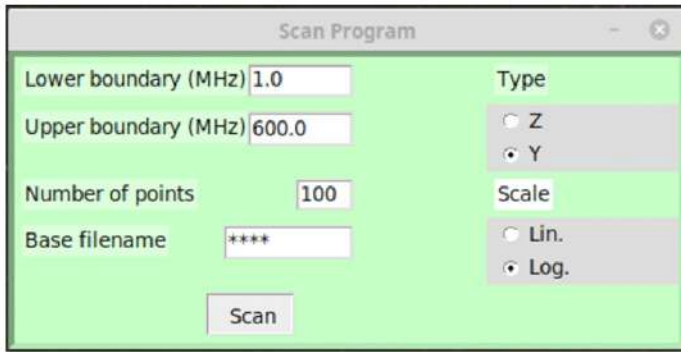 Scan Program
Lower boundary (MHz) 1.0
Type
Upper boundary (MHz) 600.0
Z
Y
Number of points 100
Scale
Base filename ****
Lin.
Log.
Scan